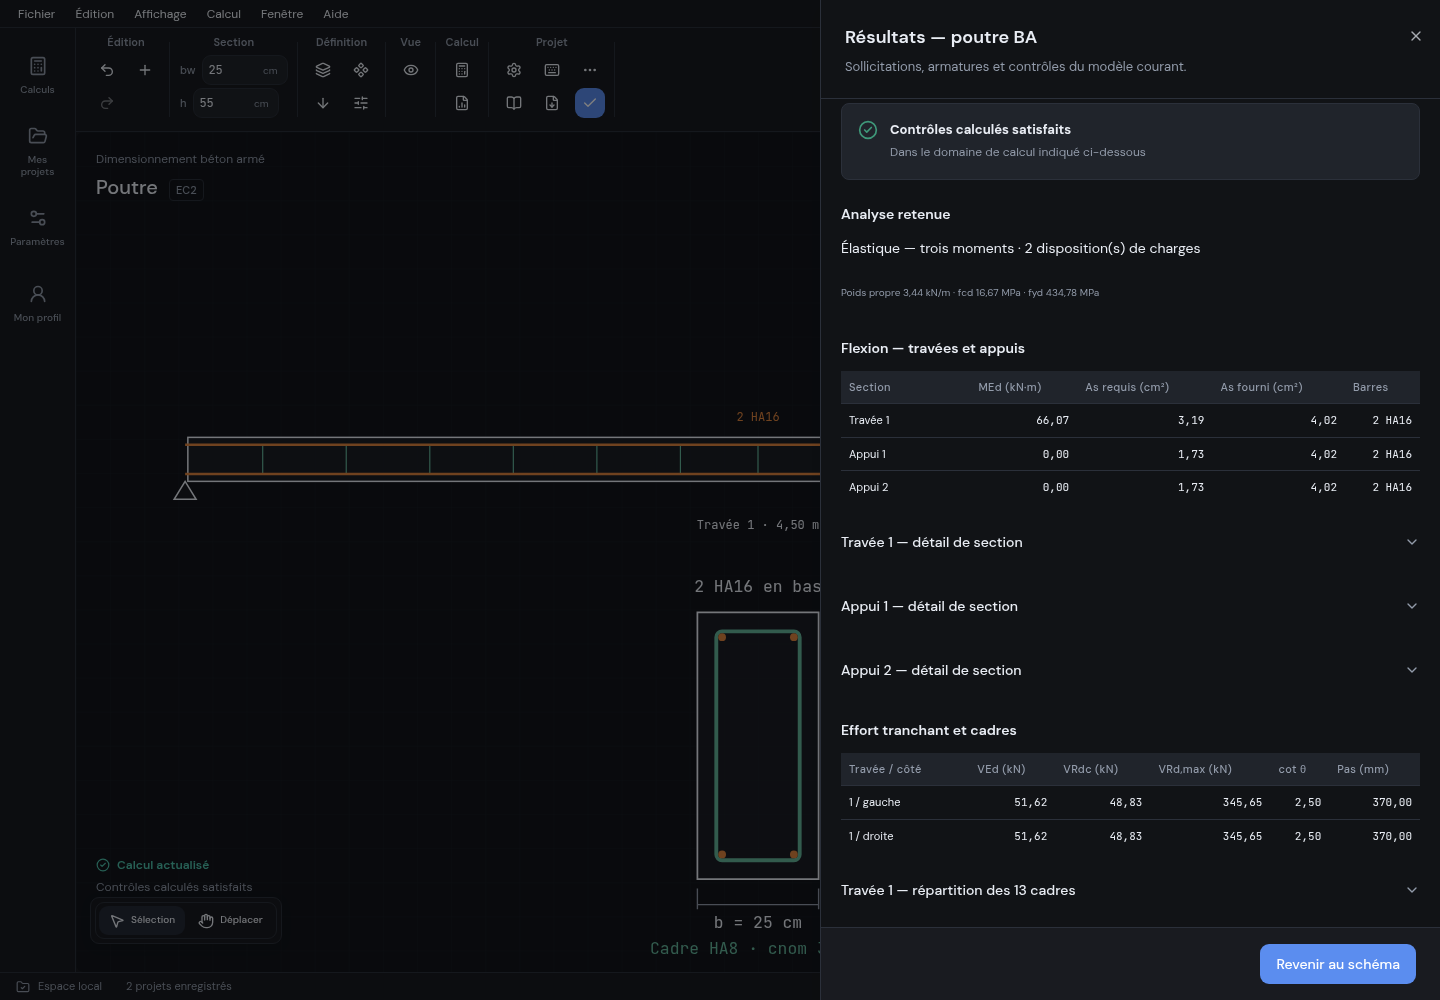 Fichier Édition Affichage Calcul Fenêtre Aide
Édition Section Définition Vue Calcul Projet
bw 25 cm
h 55 cm
Calculs
Mes
projets
Paramètres
Mon profil
Dimensionnement béton armé
Poutre EC2
2 HA16
Travée 1 · 4,50 m
2 HA16 en bas
b = 25 cm
Cadre HA8 · cnom 3
Calcul actualisé
Contrôles calculés satisfaits
Sélection Déplacer
Espace local 2 projets enregistrés
Résultats — poutre BA
Sollicitations, armatures et contrôles du modèle courant.
Contrôles calculés satisfaits
Dans le domaine de calcul indiqué ci-dessous
Analyse retenue
Élastique — trois moments · 2 disposition(s) de charges
Poids propre 3,44 kN/m · fcd 16,67 MPa · fyd 434,78 MPa
Flexion — travées et appuis
Section MEd (kN·m) As requis (cm²) As fourni (cm²) Barres
Travée 1 66,07 3,19 4,02 2 HA16
Appui 1 0,00 1,73 4,02 2 HA16
Appui 2 0,00 1,73 4,02 2 HA16
Travée 1 — détail de section
Appui 1 — détail de section
Appui 2 — détail de section
Effort tranchant et cadres
Travée / côté VEd (kN) VRdc (kN) VRd,max (kN) cot θ Pas (mm)
1 / gauche 51,62 48,83 345,65 2,50 370,00
1 / droite 51,62 48,83 345,65 2,50 370,00
Travée 1 — répartition des 13 cadres
Revenir au schéma